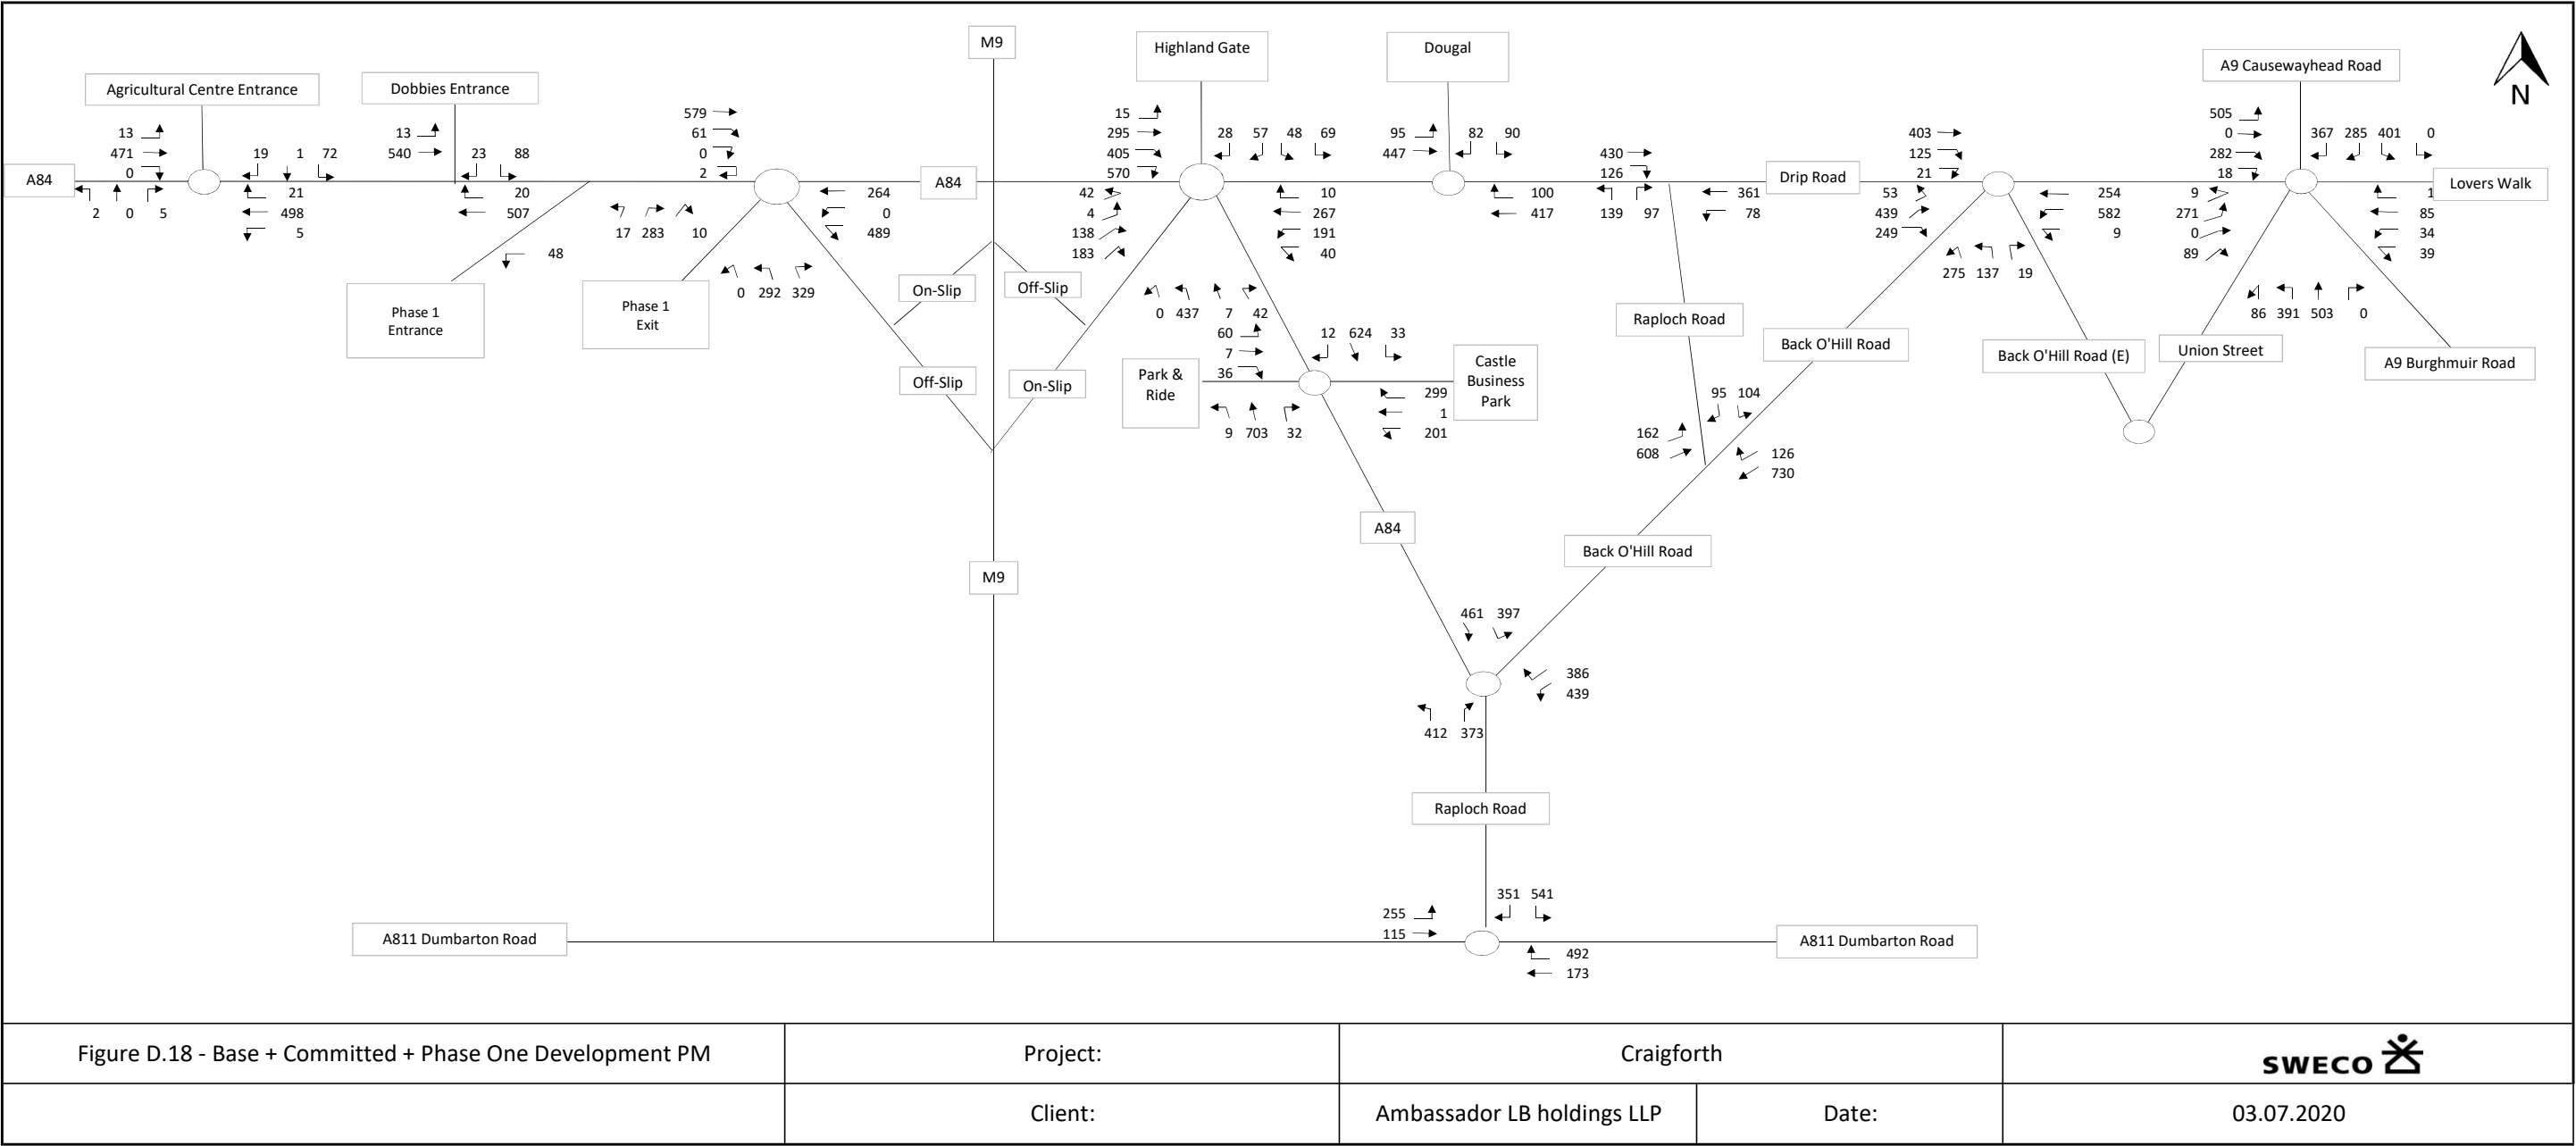 M9
Highland Gate
Dougal
A9 Causewayhead Road
N
Agricultural Centre Entrance
Dobbies Entrance
13
471
0
19 1 72
13
540
23 88
579
61
0
2
15
295
405
570
28 57 48 69
95
447
82 90
430
126
403
125
21
505
0
282
18
367 285 401 0
A84
A84
Drip Road
Lovers Walk
2 0 5
21
498
5
20
507
17 283 10
48
264
0
489
0 292 329
42
4
138
183
10
267
191
40
100
417
139 97
361
78
53
439
249
254
582
9
275 137 19
9
271
0
89
1
85
34
39
86 391 503 0
Phase 1
Entrance
Phase 1
Exit
On-Slip
Off-Slip
Off-Slip
On-Slip
0 437 7 42
60
7
36
12 624 33
Park &
Ride
Castle
Business
Park
299
1
201
9 703 32
Raploch Road
Back O'Hill Road
Back O'Hill Road (E)
Union Street
A9 Burghmuir Road
95 104
162
608
126
730
A84
Back O'Hill Road
M9
461 397
386
439
412 373
Raploch Road
351 541
255
115
A811 Dumbarton Road
A811 Dumbarton Road
492
173
Figure D.18 - Base + Committed + Phase One Development PM
Project:
Craigforth
SWECO
Client:
Ambassador LB holdings LLP
Date:
03.07.2020